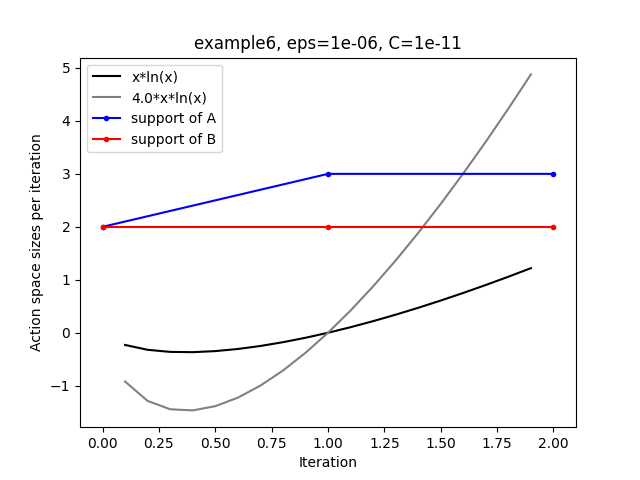 example6, eps=1e-06, C=1e-11
x*ln(x)
4.0*x*ln(x)
support of A
support of B
Action space sizes per iteration
5
4
3
2
1
0
−1
0.00 0.25 0.50 0.75 1.00 1.25 1.50 1.75 2.00
Iteration